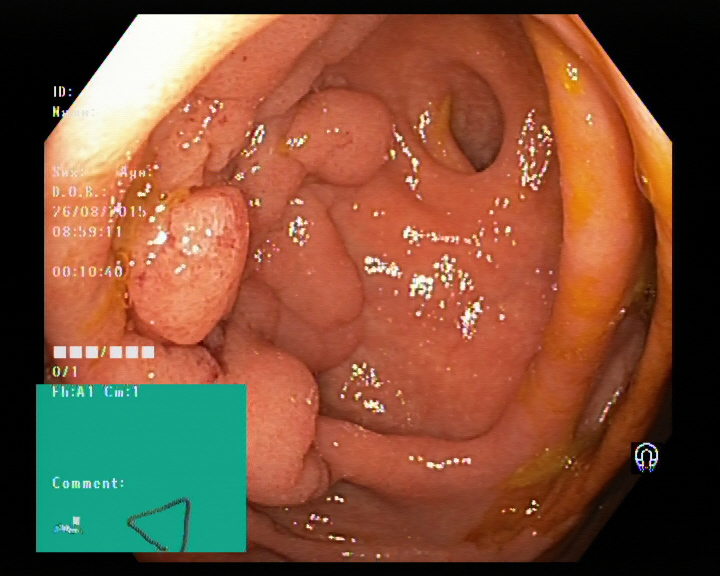 ID:
Name:
Sex: Age:
D.O.B.:
26/08/2015
08:59:11
00:10:40
0/1
Eh:A1 Cm:1
Comment: